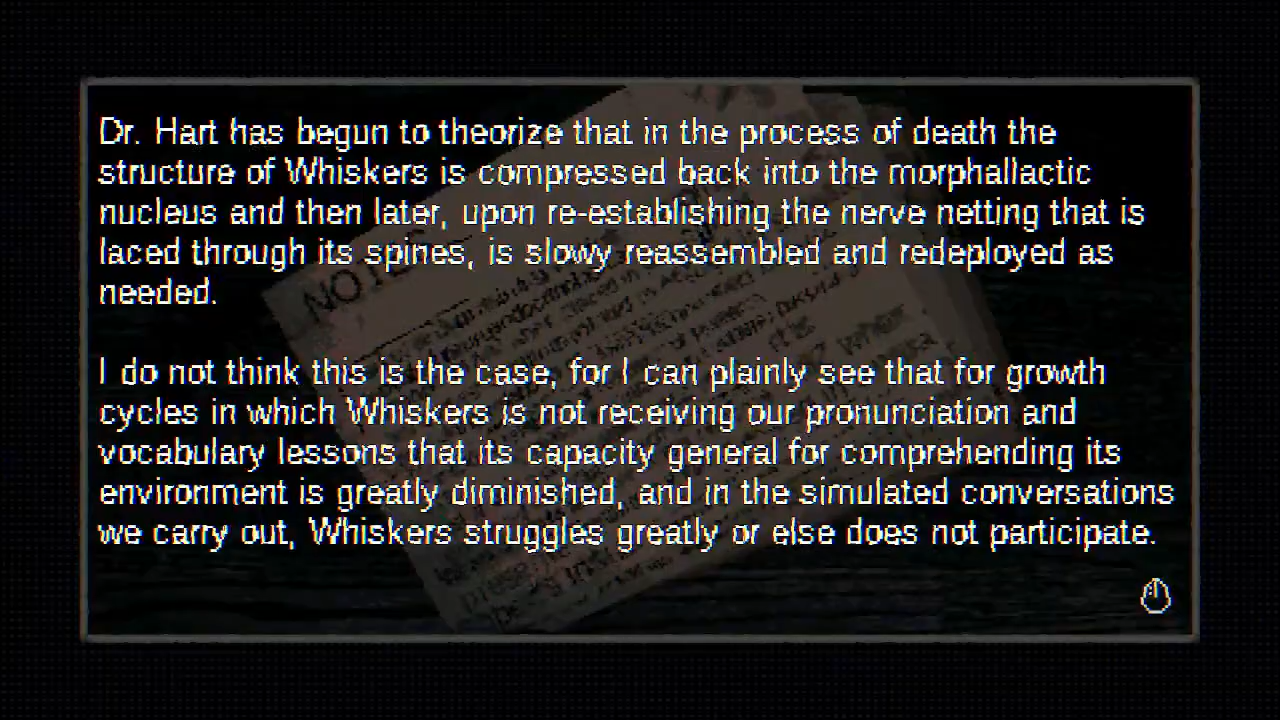 Dr. Hart has begun to theorize that in the process of death the
structure of Whiskers is compressed back into the morphallactic
nucleus and then later, upon re-establishing the nerve netting that is
laced through its spines, is slowy reassembled and redeployed as
needed.
I do not think this is the case, for I can plainly see that for growth
cycles in which Whiskers is not receiving our pronunciation and
vocabulary lessons that its capacity general for comprehending its
environment is greatly diminished, and in the simulated conversations
we carry out, Whiskers struggles greatly or else does not participate.